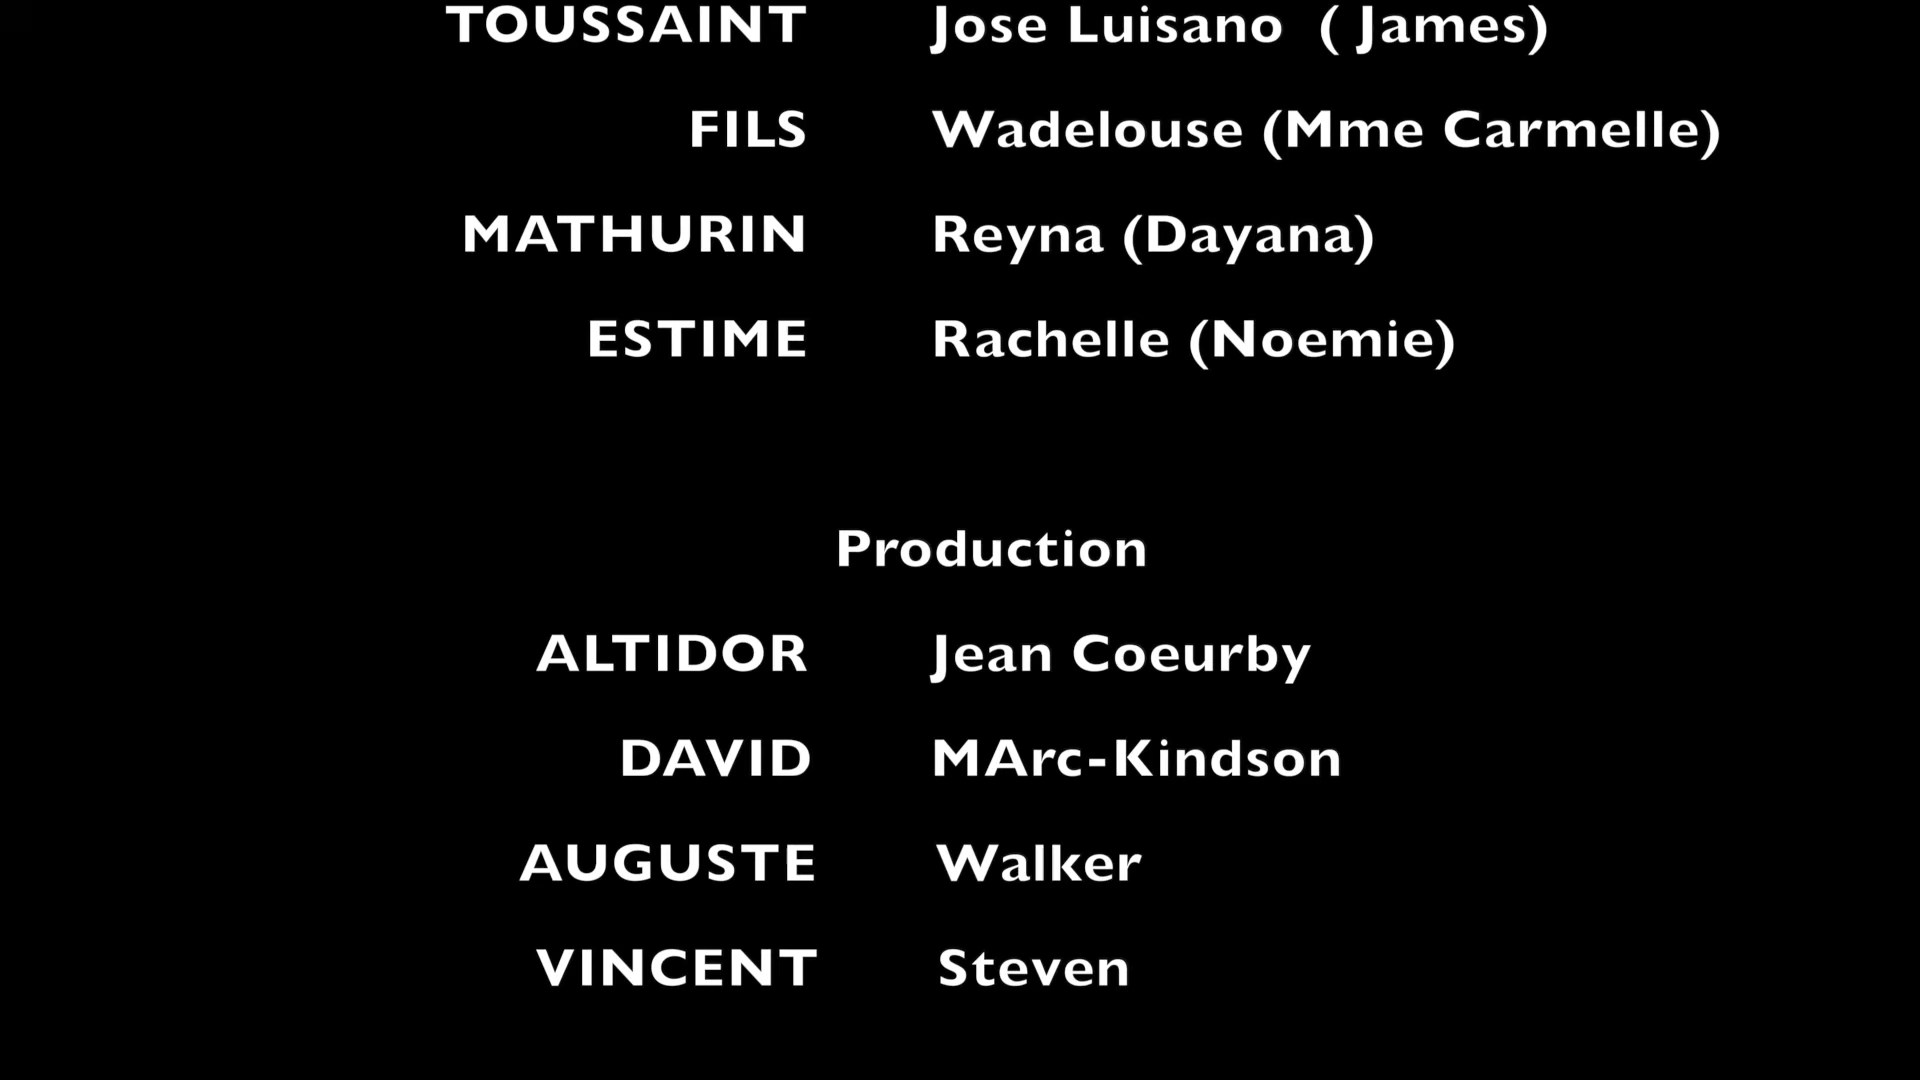 TOUSSAINT Jose Luisano ( James)
FILS Wadelouse (Mme Carmelle)
MATHURIN Reyna (Dayana)
ESTIME Rachelle (Noemie)
Production
ALTIDOR Jean Coeurby
DAVID MArc-Kindson
AUGUSTE Walker
VINCENT Steven